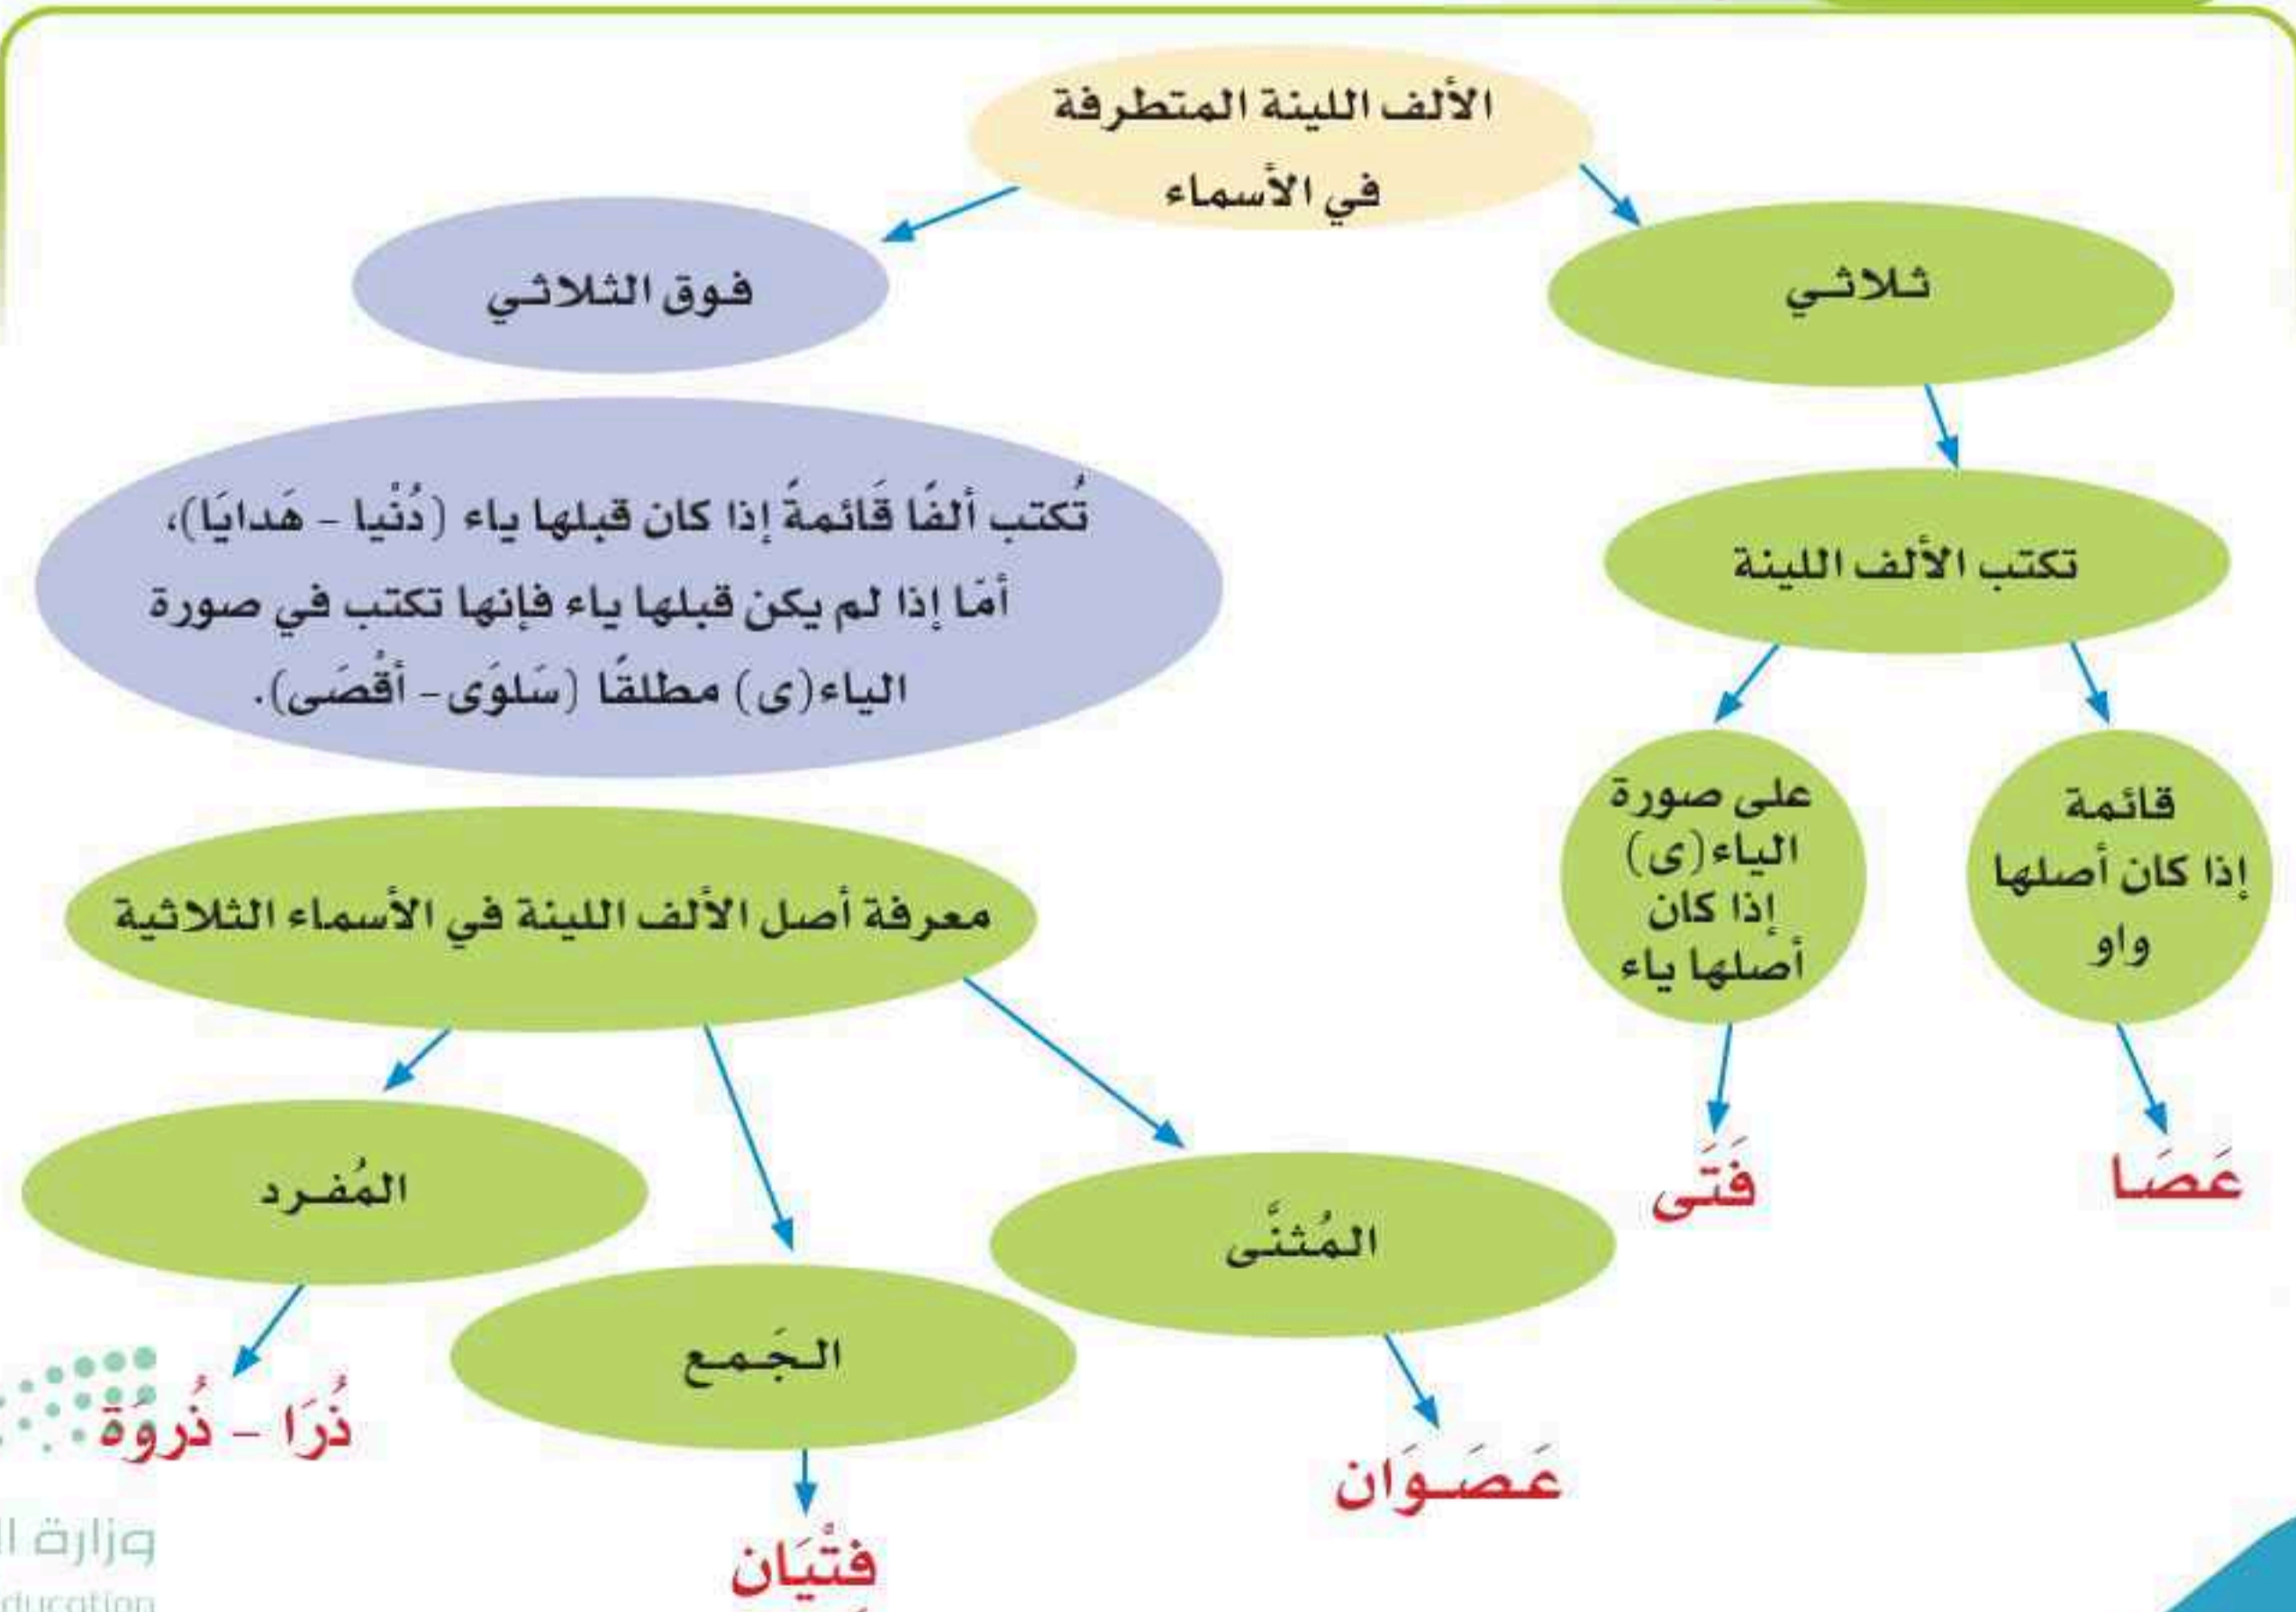 الألف اللينة المتطرفة
في الأسماء
ثلاثي
فوق الثلاثي
تكتب الألف اللينة
قائمة
إذا كان أصلها
واو
على صورة
الياء(ى)
إذا كان
أصلها ياء
عَصَا
فَتَى
تُكتب ألفًا قَائمةً إذا كان قبلها ياء (دُنْيا – هَدايَا)،
أمّا إذا لم يكن قبلها ياء فإنها تكتب في صورة
الياء(ى) مطلقًا (سَلوَى– أقْصَى).
معرفة أصل الألف اللينة في الأسماء الثلاثية
المُثنَّى
الجَمع
المُفرد
عَصَوَان
فتْيَان
ذُرَا – ذُروَة
وزارة ا
ducation